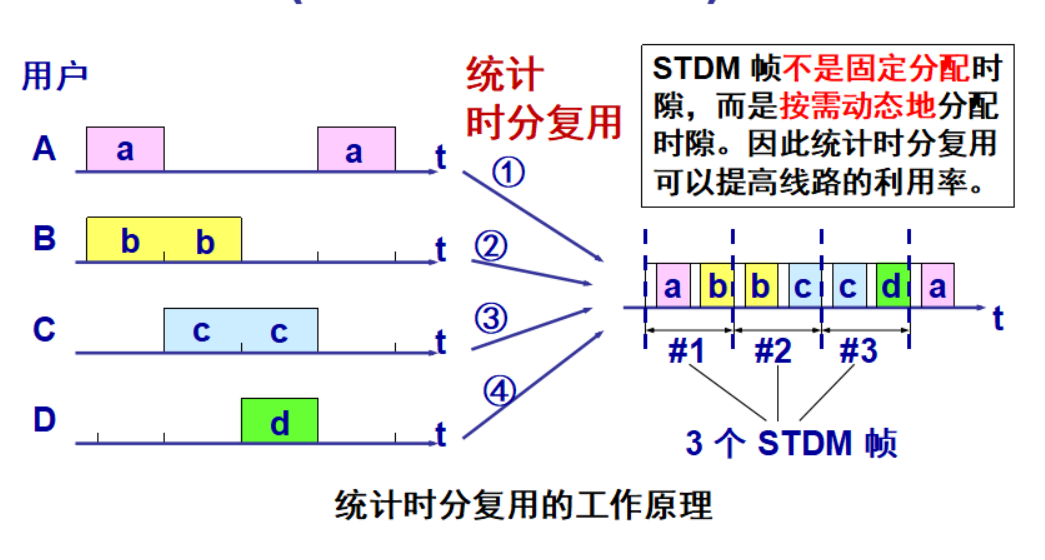 用户
统计
时分复用
STDM 帧不是固定分配时
隙，而是按需动态地分配
时隙。因此统计时分复用
可以提高线路的利用率。
A
a
a
t
①
B
b
b
t
②
C
c
c
t
③
D
d
t
④
a b b c c d a
t
#1 #2 #3
3 个 STDM 帧
统计时分复用的工作原理